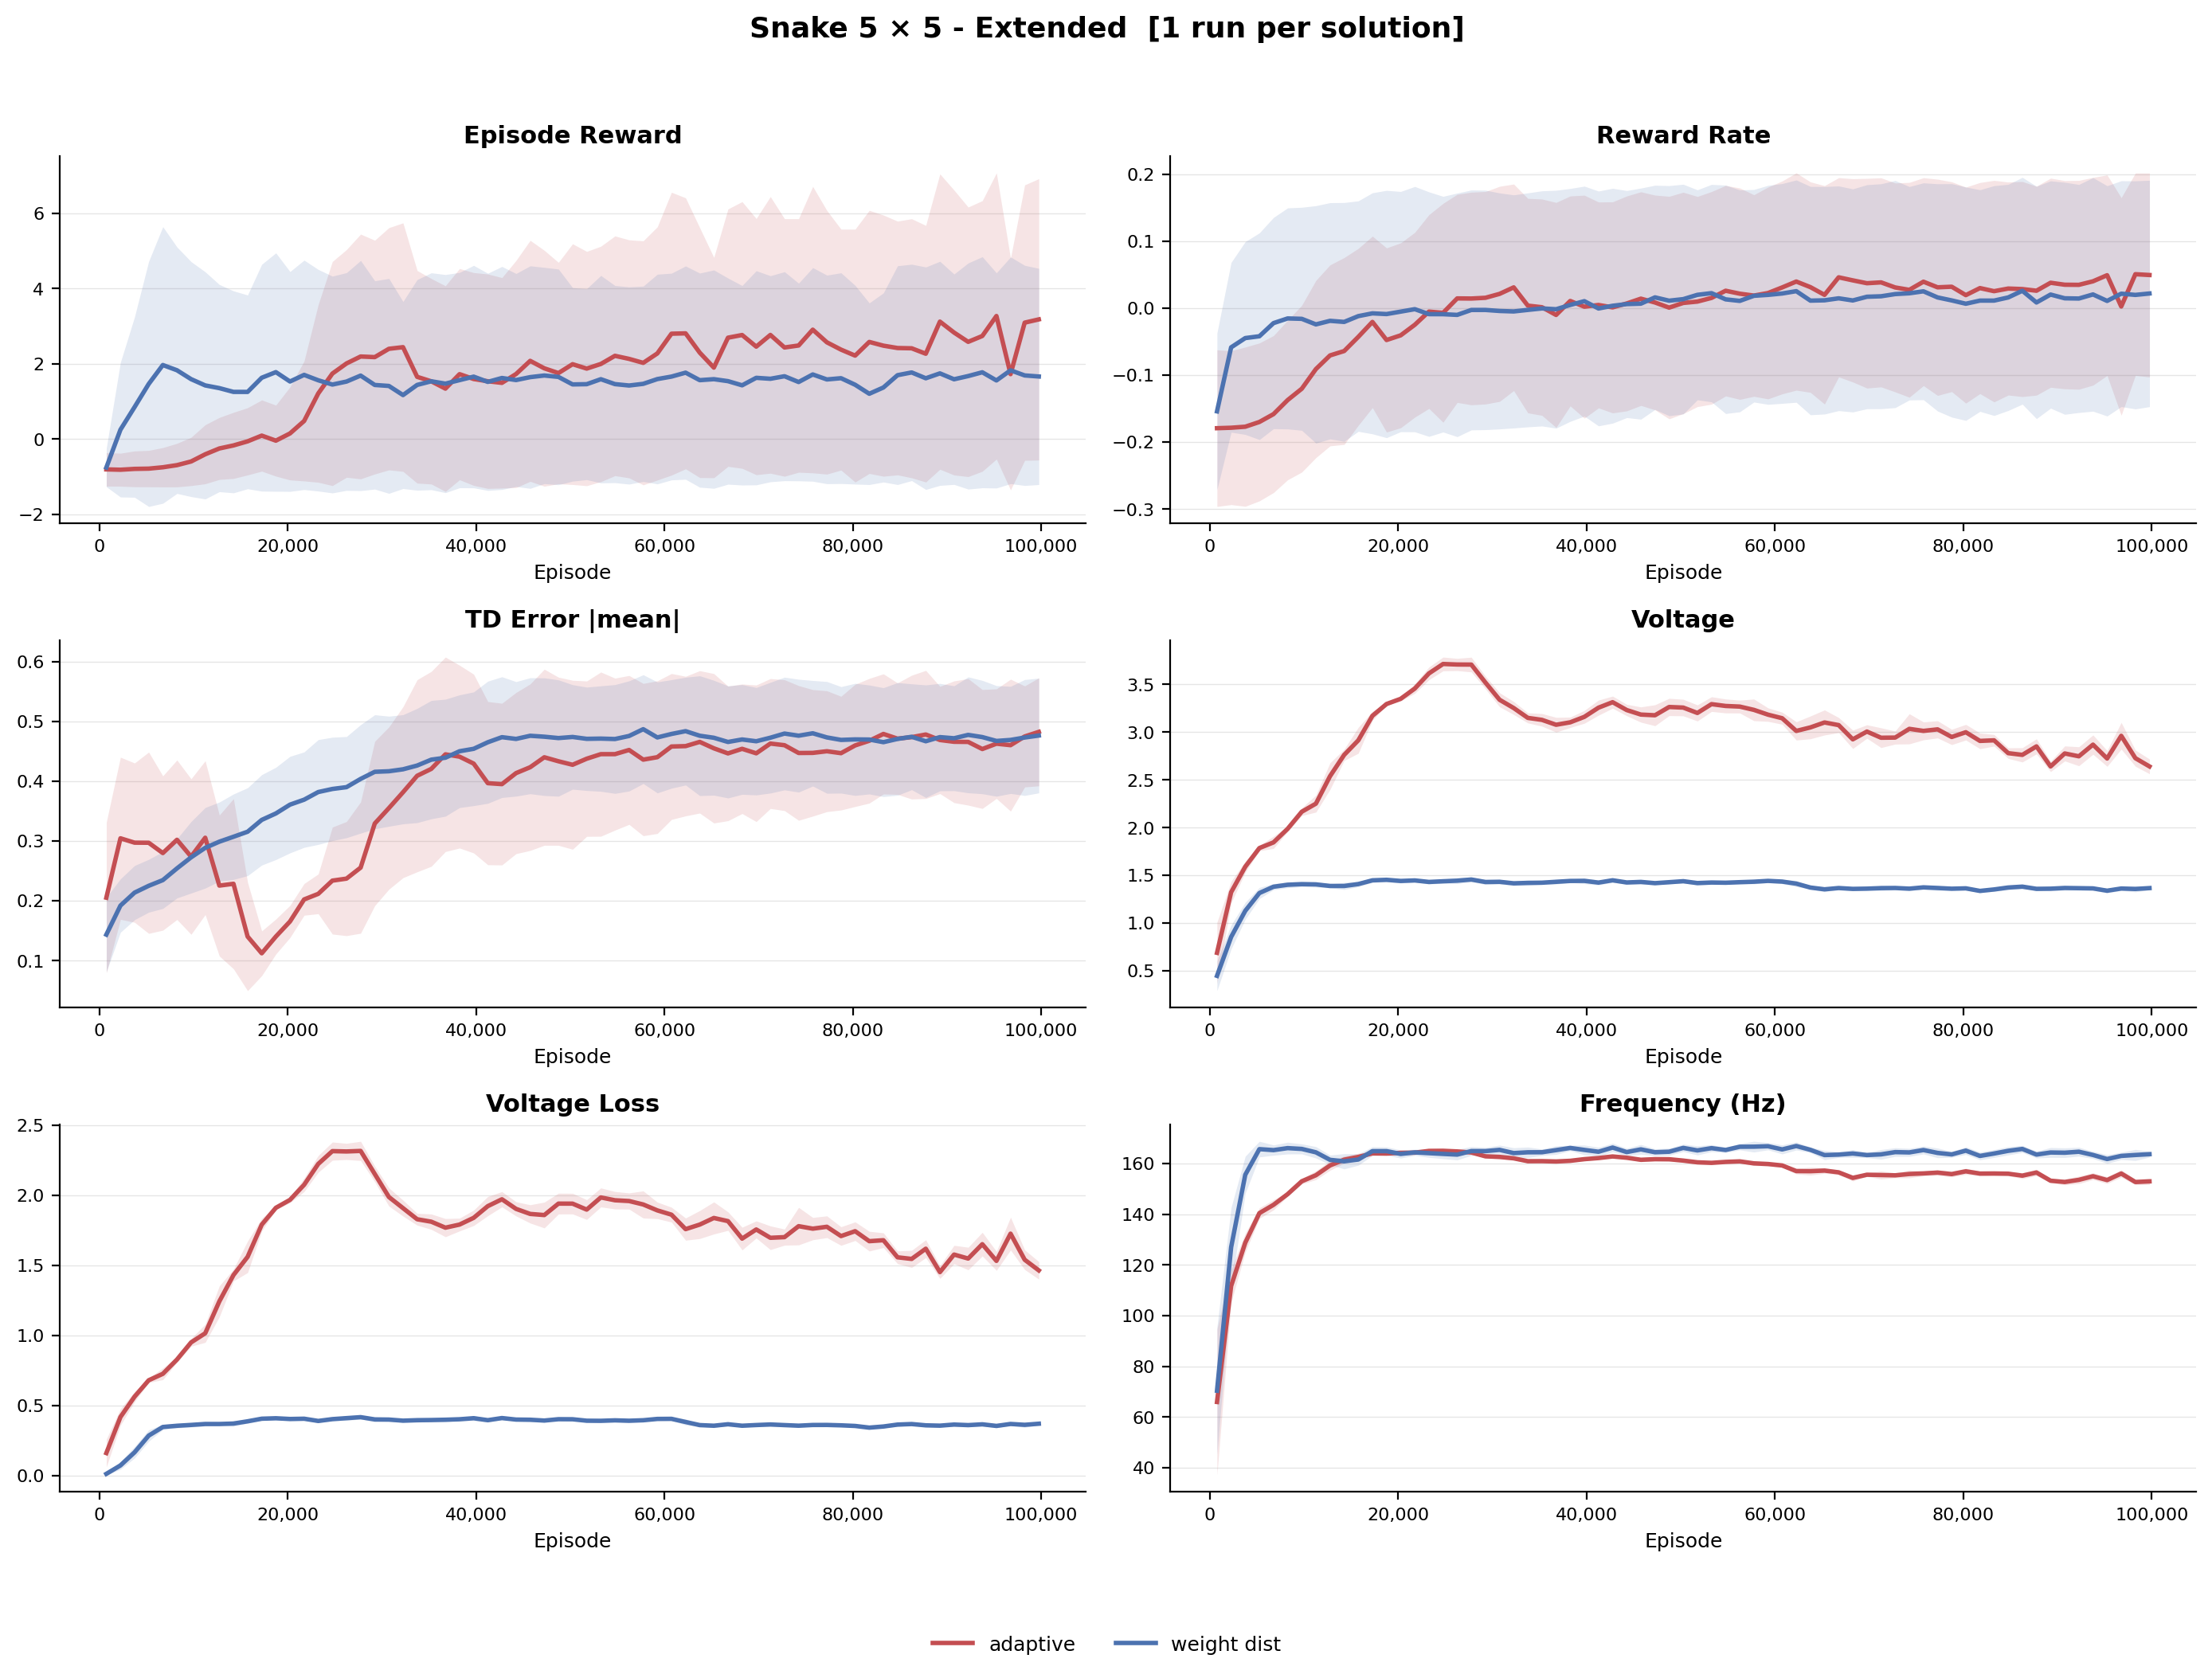 Snake 5 × 5 - Extended  [1 run per solution]
Episode Reward
6
4
2
0
−2
0 20,000 40,000 60,000 80,000 100,000
Episode
Reward Rate
0.2
0.1
0.0
−0.1
−0.2
−0.3
0 20,000 40,000 60,000 80,000 100,000
Episode
TD Error |mean|
0.6
0.5
0.4
0.3
0.2
0.1
0 20,000 40,000 60,000 80,000 100,000
Episode
Voltage
3.5
3.0
2.5
2.0
1.5
1.0
0.5
0 20,000 40,000 60,000 80,000 100,000
Episode
Voltage Loss
2.5
2.0
1.5
1.0
0.5
0.0
0 20,000 40,000 60,000 80,000 100,000
Episode
Frequency (Hz)
160
140
120
100
80
60
40
0 20,000 40,000 60,000 80,000 100,000
Episode
adaptive weight dist